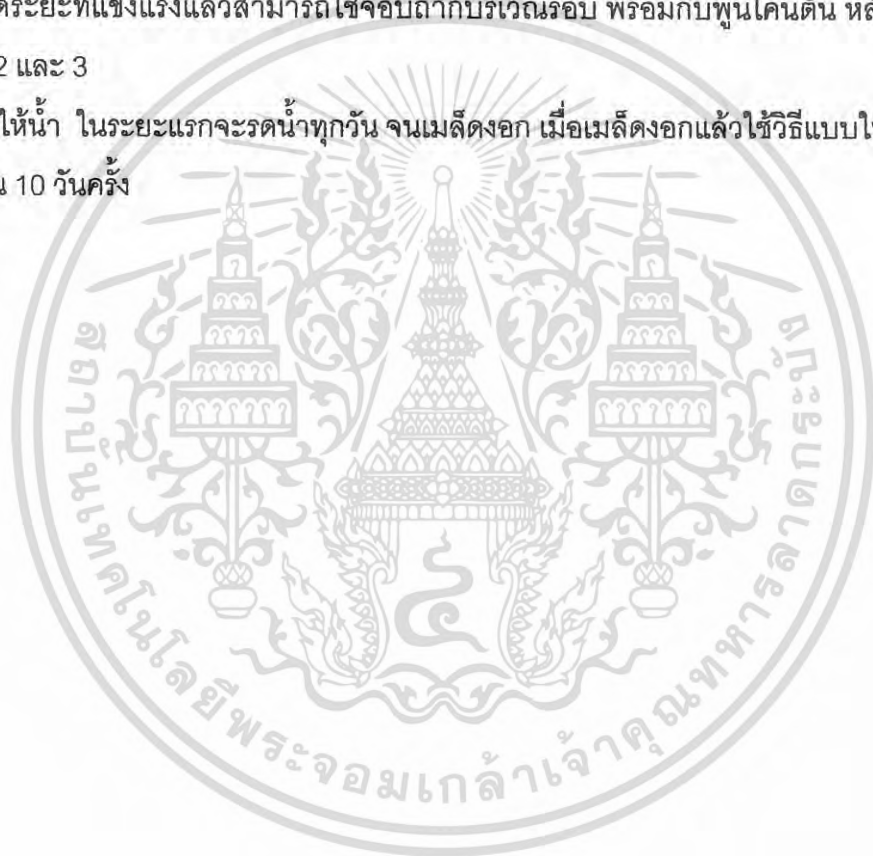 ระยะที่แข็งแรงแล้วสามารถใช้จอบถากบริเวณรอบ พร้อมกับพูนโคนต้น
2 และ 3
ให้น้ำ ในระยะแรกจะรดน้ำทุกวัน จนเมล็ดงอก เมื่อเมล็ดงอกแล้วใช้วิธีแบบ
10 วันครั้ง
สถาบันเทคโนโลยีพระจอมเกล้าเจ้าคุณทหารลาดกระบัง